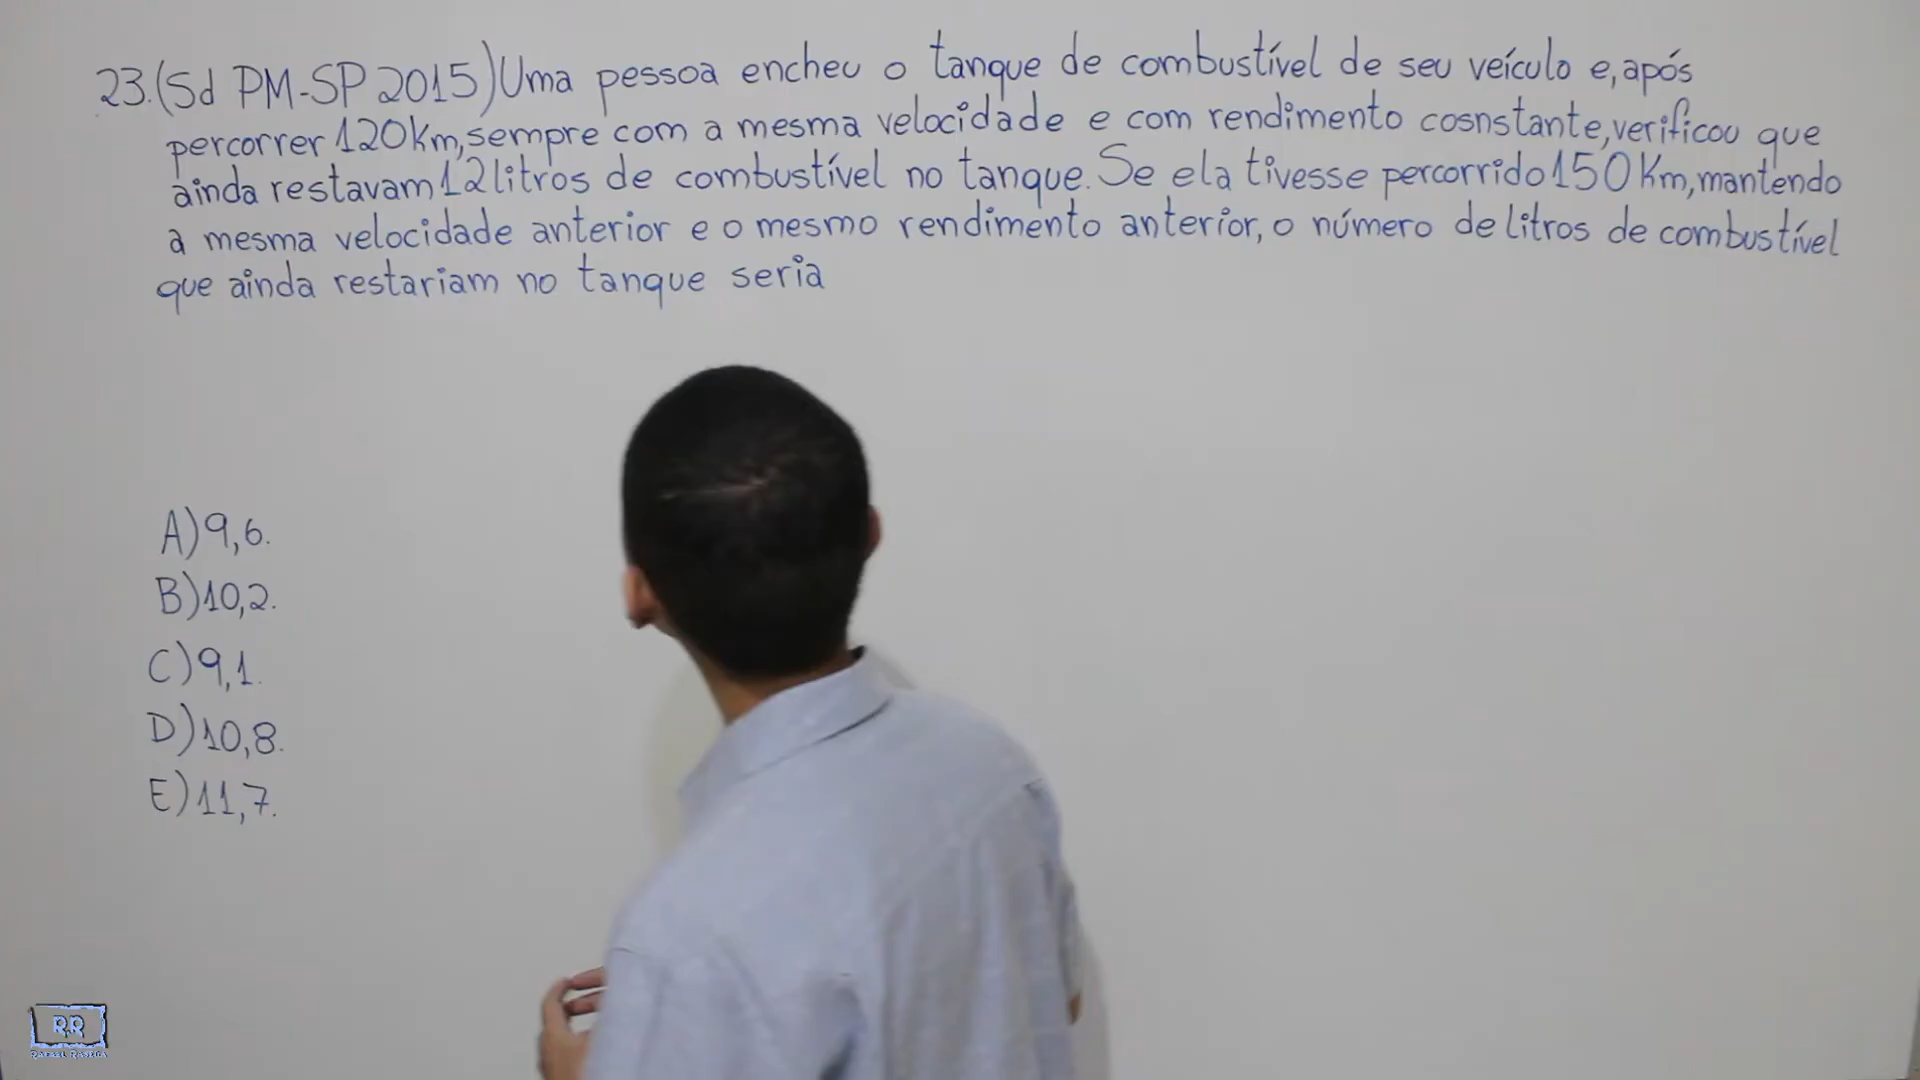 23.(Sd PM-SP 2015)Uma pessoa encheu o tanque de combustível de seu veículo e,após
percorrer 120Km,sempre com a mesma velocidade e com rendimento cosnstante,verificou que
ainda restavam 12 litros de combustível no tanque. Se ela tivesse percorrido 150 Km,mantendo
a mesma velocidade anterior e o mesmo rendimento anterior, o número de litros de combustível
que ainda restariam no tanque seria
A)9,6.
B)10,2.
C)9,1.
D)10,8.
E)11,7.
RR